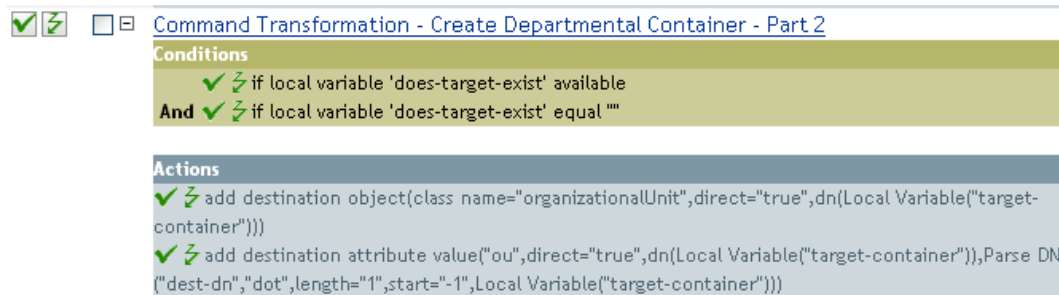 Command Transformation - Create Departmental Container - Part 2
Conditions
if local variable 'does-target-exist' available
And if local variable 'does-target-exist' equal ""
Actions
add destination object(class name="organizationalUnit",direct="true",dn(Local Variable("target-
container")))
add destination attribute value("ou",direct="true",dn(Local Variable("target-container")),Parse DN
("dest-dn","dot",length="1",start="-1",Local Variable("target-container")))